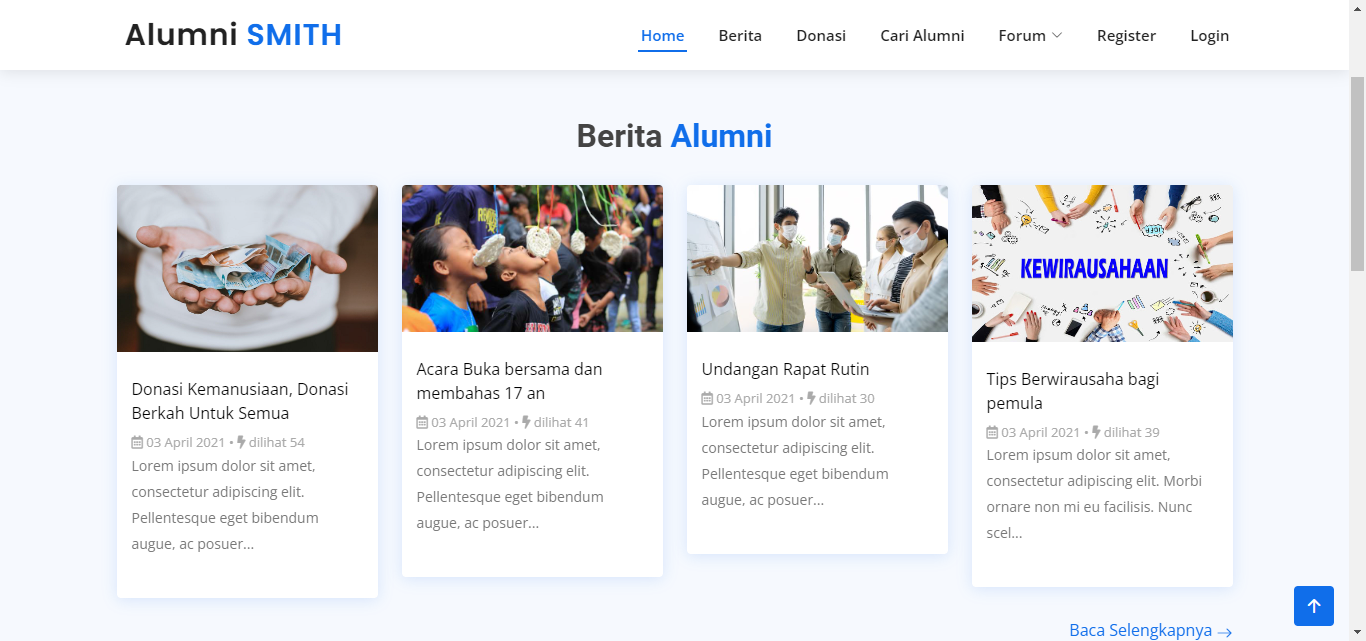 Alumni SMITH
Home Berita Donasi Cari Alumni Forum Register Login
Berita Alumni
Donasi Kemanusiaan, Donasi
Berkah Untuk Semua
03 April 2021 • dilihat 54
Lorem ipsum dolor sit amet,
consectetur adipiscing elit.
Pellentesque eget bibendum
augue, ac posuer...
Acara Buka bersama dan
membahas 17 an
03 April 2021 • dilihat 41
Lorem ipsum dolor sit amet,
consectetur adipiscing elit.
Pellentesque eget bibendum
augue, ac posuer...
Undangan Rapat Rutin
03 April 2021 • dilihat 30
Lorem ipsum dolor sit amet,
consectetur adipiscing elit.
Pellentesque eget bibendum
augue, ac posuer...
KEWIRAUSAHAAN
Tips Berwirausaha bagi
pemula
03 April 2021 • dilihat 39
Lorem ipsum dolor sit amet,
consectetur adipiscing elit. Morbi
ornare non mi eu facilisis. Nunc
scel...
Baca Selengkapnya →